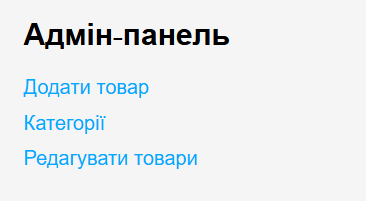 Адмін-панель
Додати товар
Категорії
Редагувати товари